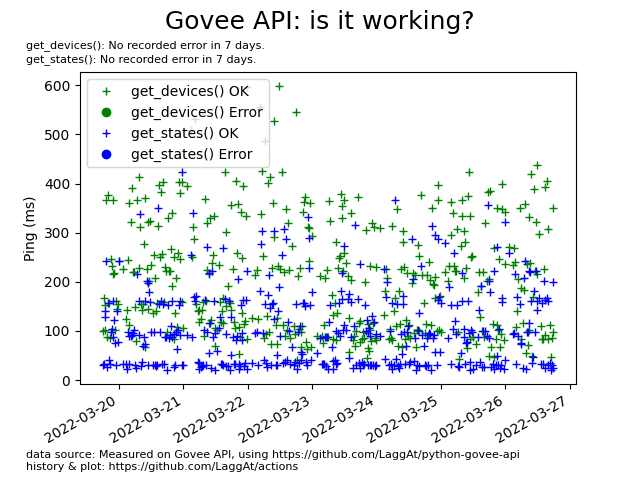 Govee API: is it working?
get_devices(): No recorded error in 7 days.
get_states(): No recorded error in 7 days.
600
500
400
300
200
100
0
Ping (ms)
get_devices() OK
get_devices() Error
get_states() OK
get_states() Error
2022-03-20
2022-03-21
2022-03-22
2022-03-23
2022-03-24
2022-03-25
2022-03-26
2022-03-27
data source: Measured on Govee API, using https://github.com/LaggAt/python-govee-api
history & plot: https://github.com/LaggAt/actions